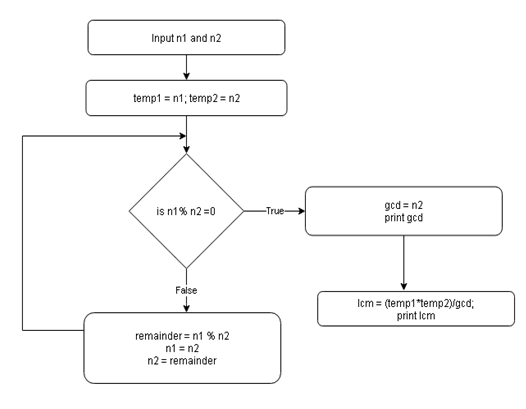 Input n1 and n2
temp1 = n1; temp2 = n2
is n1% n2 =0
True
gcd = n2
print gcd
lcm = (temp1*temp2)/gcd;
print lcm
False
remainder = n1 % n2
n1 = n2
n2 = remainder